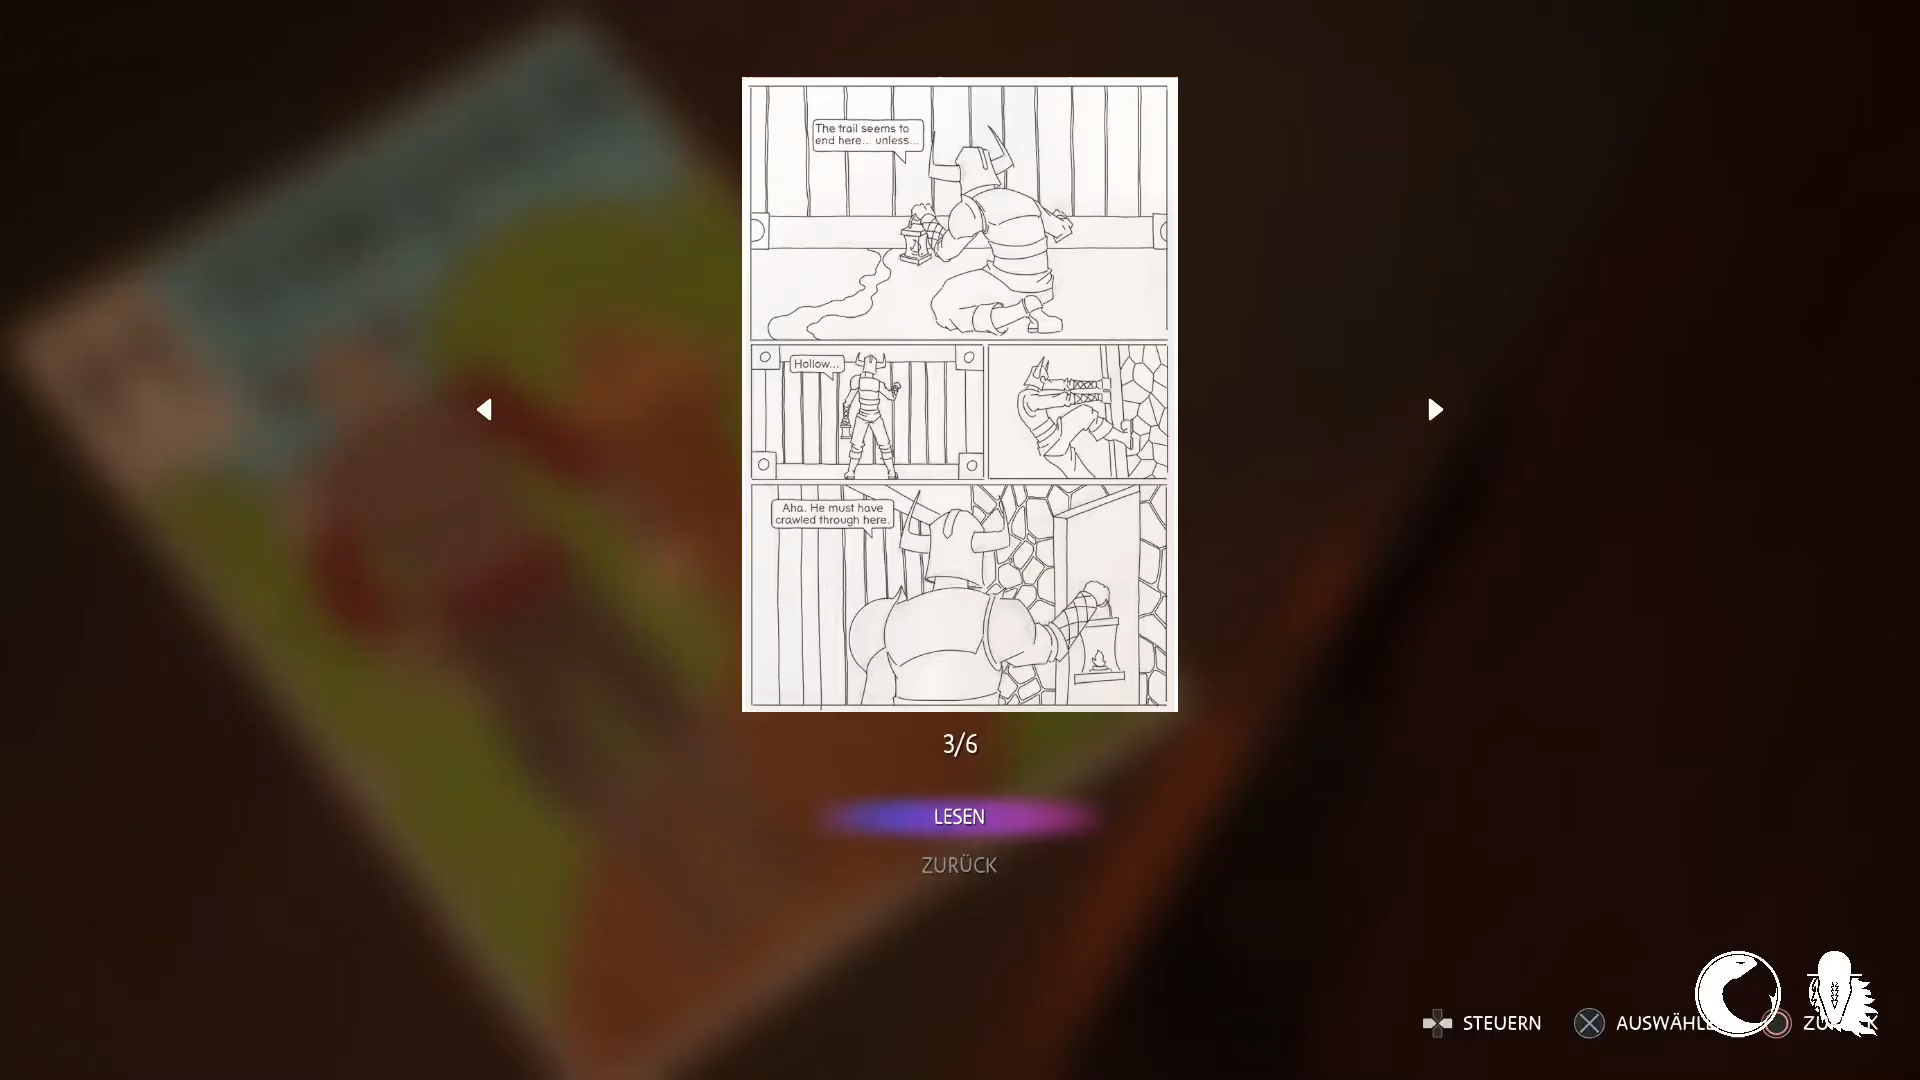 The trail seems to
end here... unless...
Hollow...
Aha. He must have
crawled through here.
3/6
LESEN
ZURÜCK
STEUERN